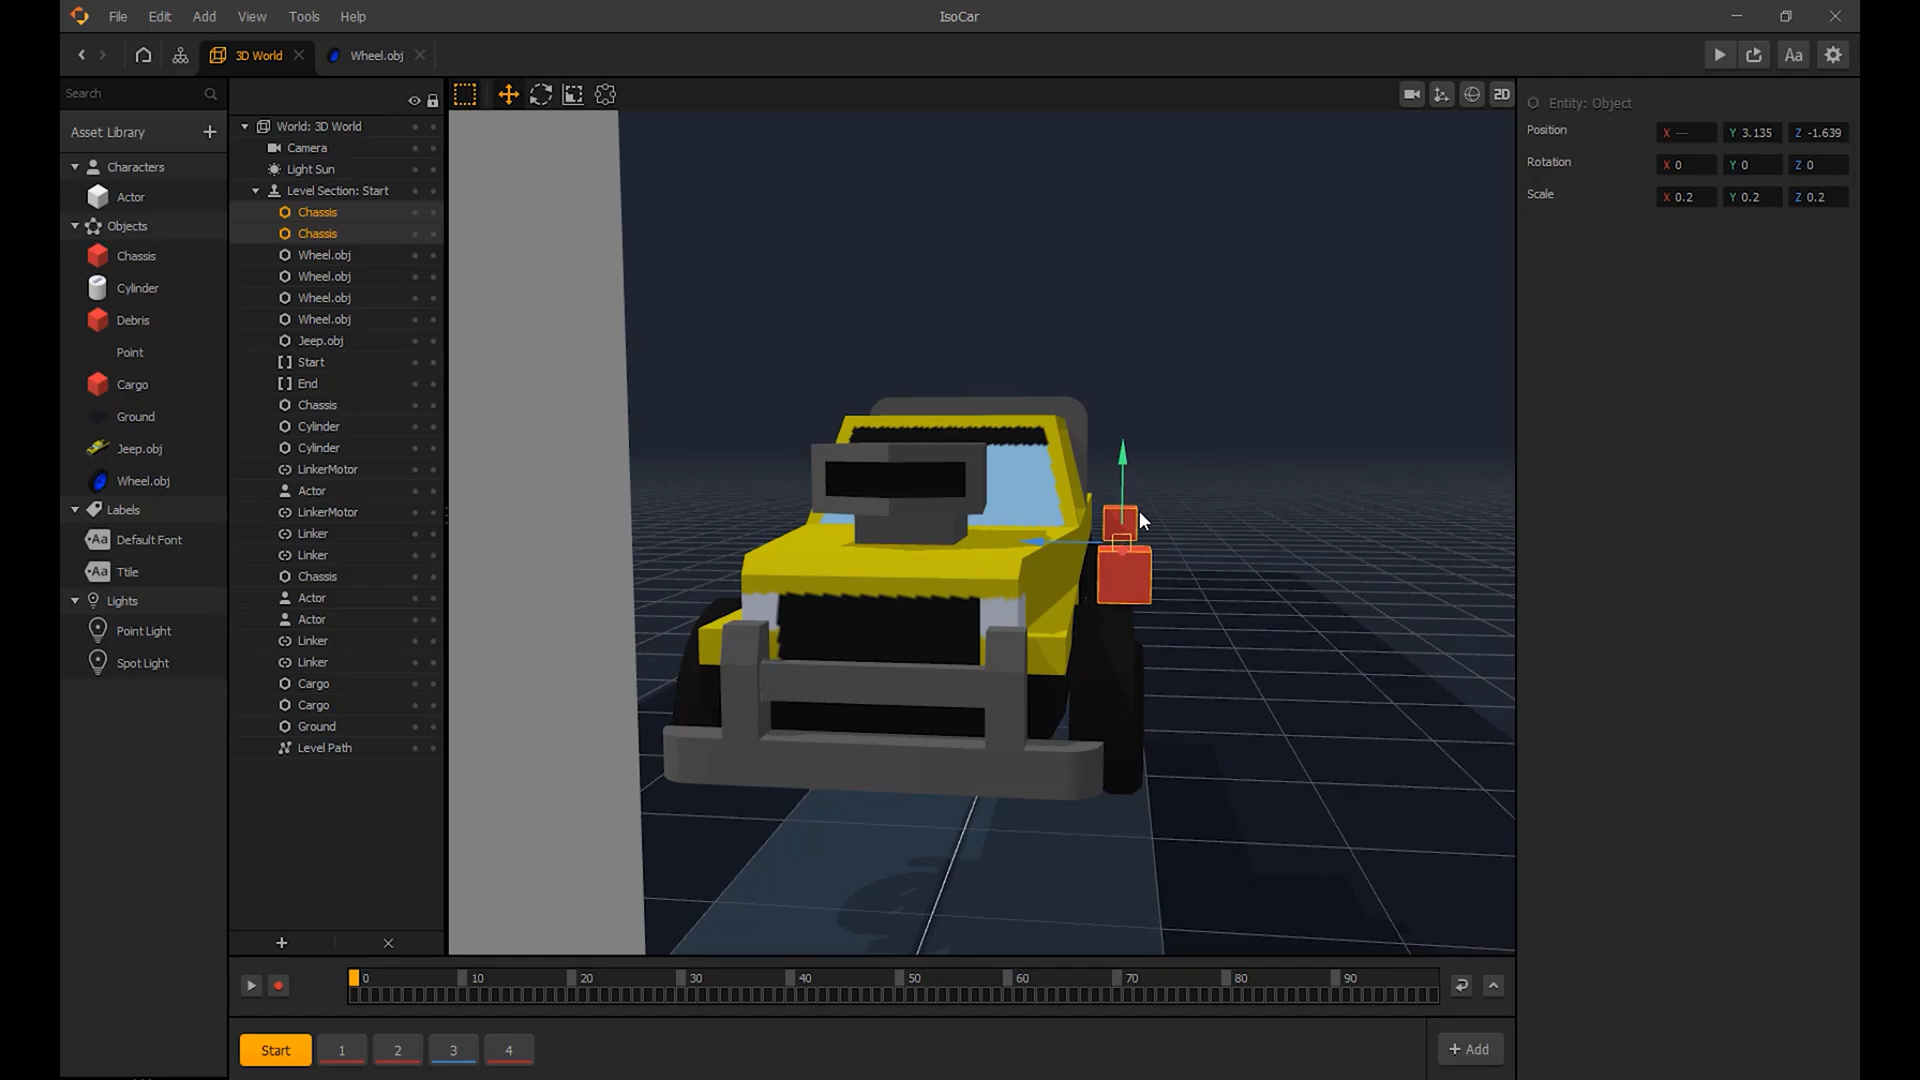 File Edit Add View Tools Help
IsoCar
3D World
Wheel.obj
Aa
Search
Asset Library
Characters
Actor
Objects
Chassis
Cylinder
Debris
Point
Cargo
Ground
Jeep.obj
Wheel.obj
Labels
Aa Default Font
Aa Ttile
Lights
Point Light
Spot Light
World: 3D World
Camera
Light Sun
Level Section: Start
Chassis
Chassis
Wheel.obj
Wheel.obj
Wheel.obj
Wheel.obj
Jeep.obj
Start
End
Chassis
Cylinder
Cylinder
LinkerMotor
Actor
LinkerMotor
Linker
Linker
Chassis
Actor
Actor
Linker
Linker
Cargo
Cargo
Ground
Level Path
2D
Entity: Object
Position X --- Y 3.135 Z -1.639
Rotation X 0 Y 0 Z 0
Scale X 0.2 Y 0.2 Z 0.2
0 10 20 30 40 50 60 70 80 90
Start 1 2 3 4
+ Add